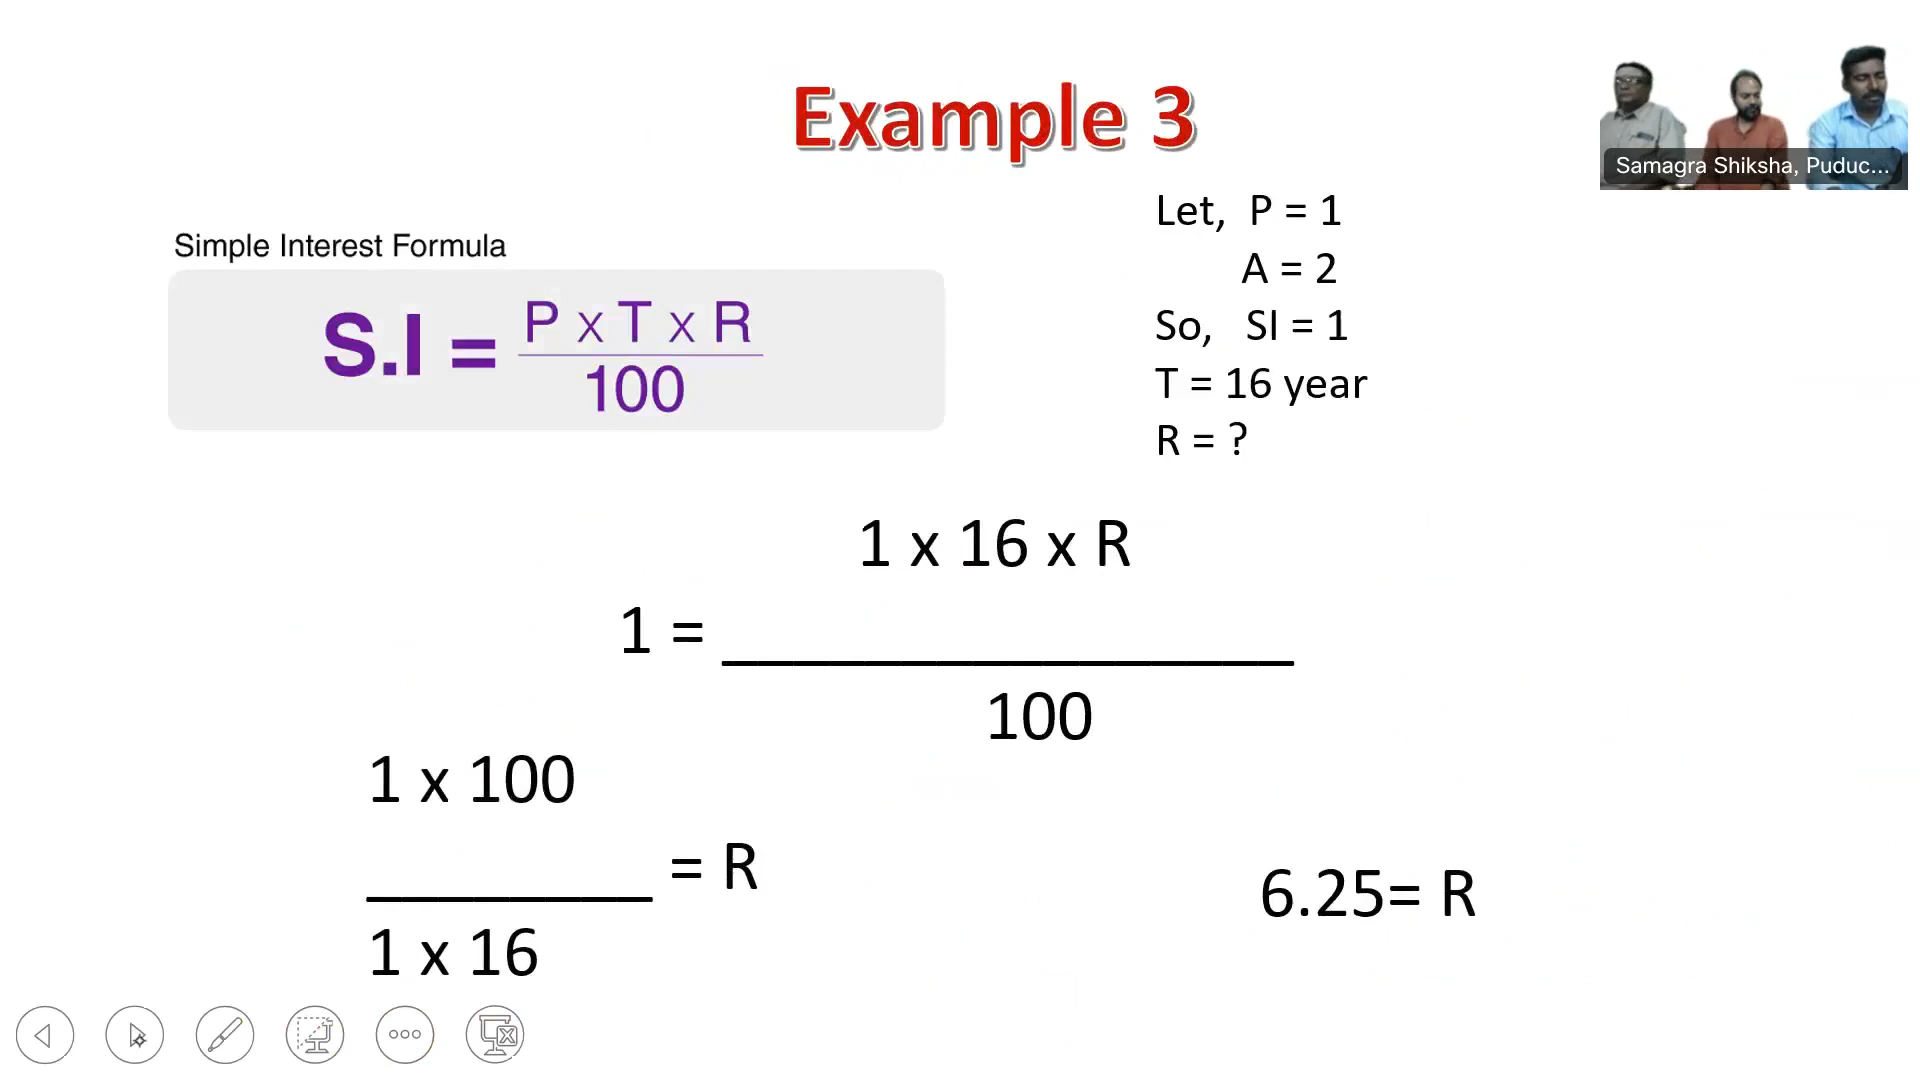 Example 3
Samagra Shiksha, Puduc...
Let, P = 1
A = 2
So, SI = 1
T = 16 year
R = ?
Simple Interest Formula
S.I = P x T x R
100
1 x 16 x R
1 = ________________
100
1 x 100
________ = R
1 x 16
6.25= R